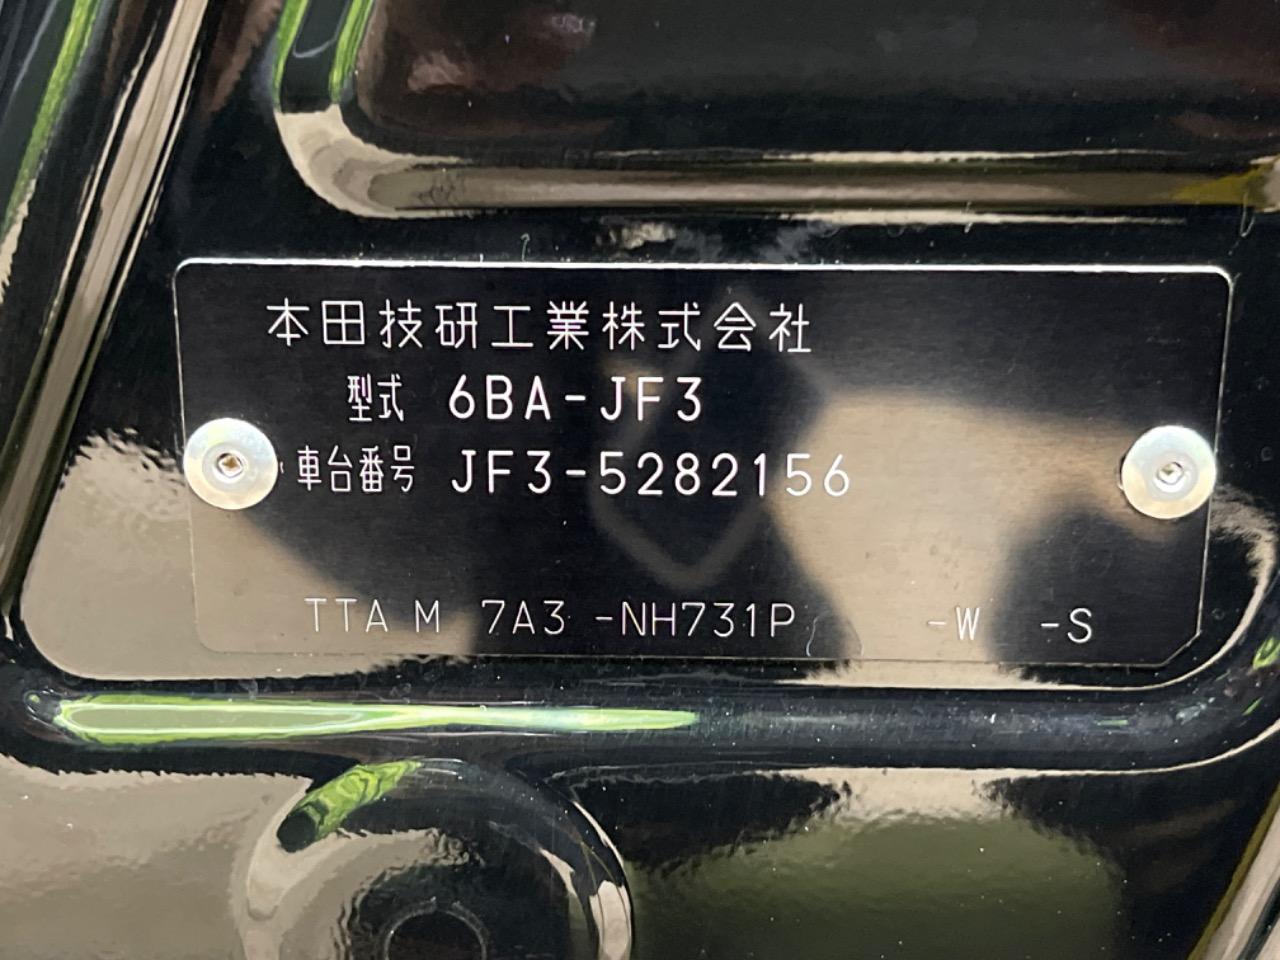 本田技研工業株式会社
型式 6BA-JF3
車台番号 JF3-5282156
TTA M 7A3 -NH731P -W -S